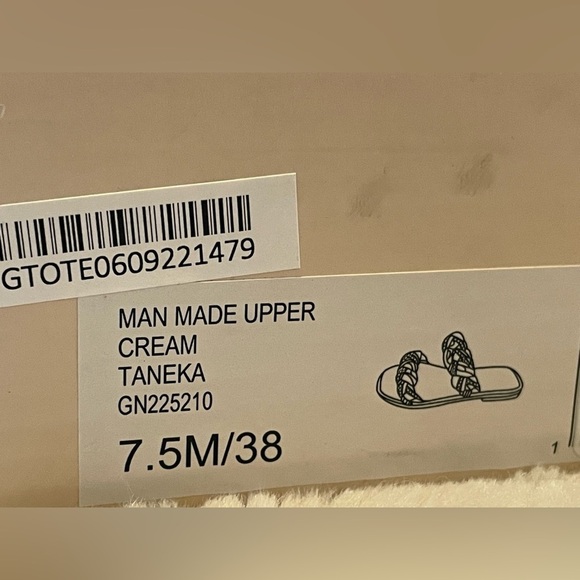 GTOTE0609221479
MAN MADE UPPER
CREAM
TANEKA
GN225210
7.5M/38
1